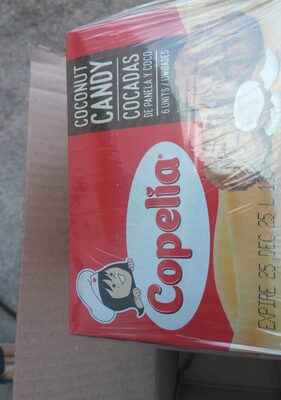 COCONUT
CANDY
COCADAS
DE PANELA Y COCO
6 UNITS / UNIDADES
Copelia®
EXPIRE 25 DEC 25 L